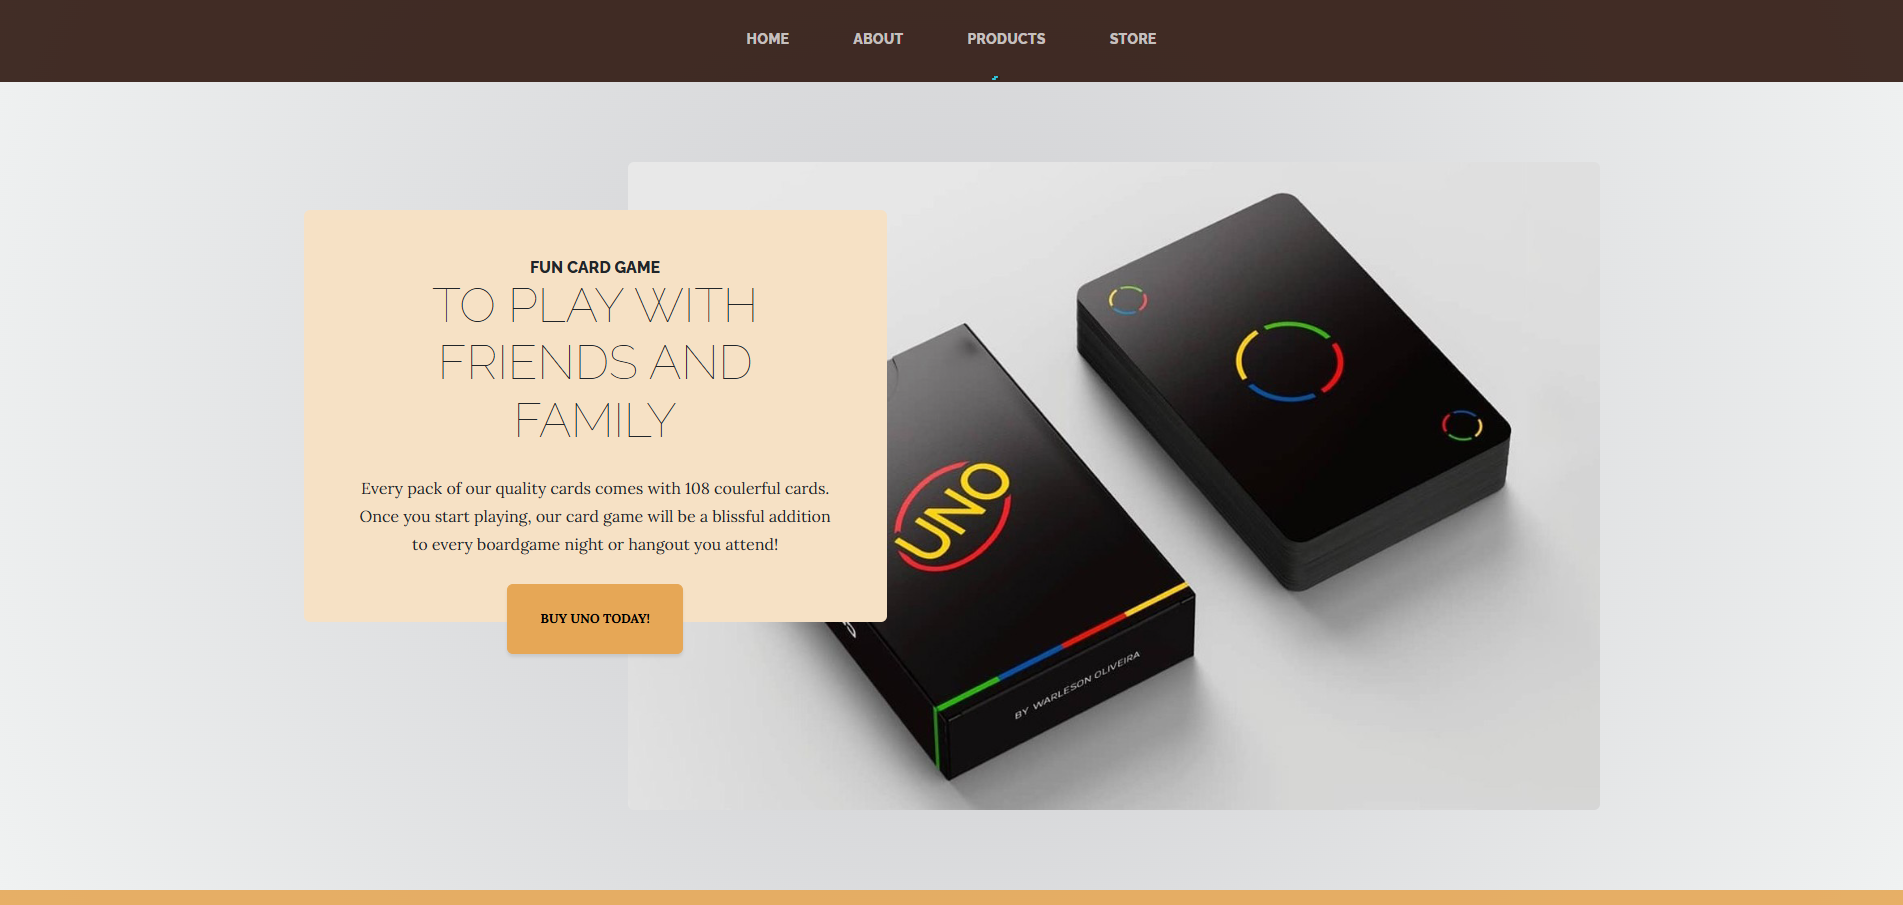 HOME ABOUT PRODUCTS STORE
FUN CARD GAME
TO PLAY WITH
FRIENDS AND
FAMILY
Every pack of our quality cards comes with 108 coulerful cards.
Once you start playing, our card game will be a blissful addition
to every boardgame night or hangout you attend!
BUY UNO TODAY!
UNO
BY WARLESON OLIVEIRA